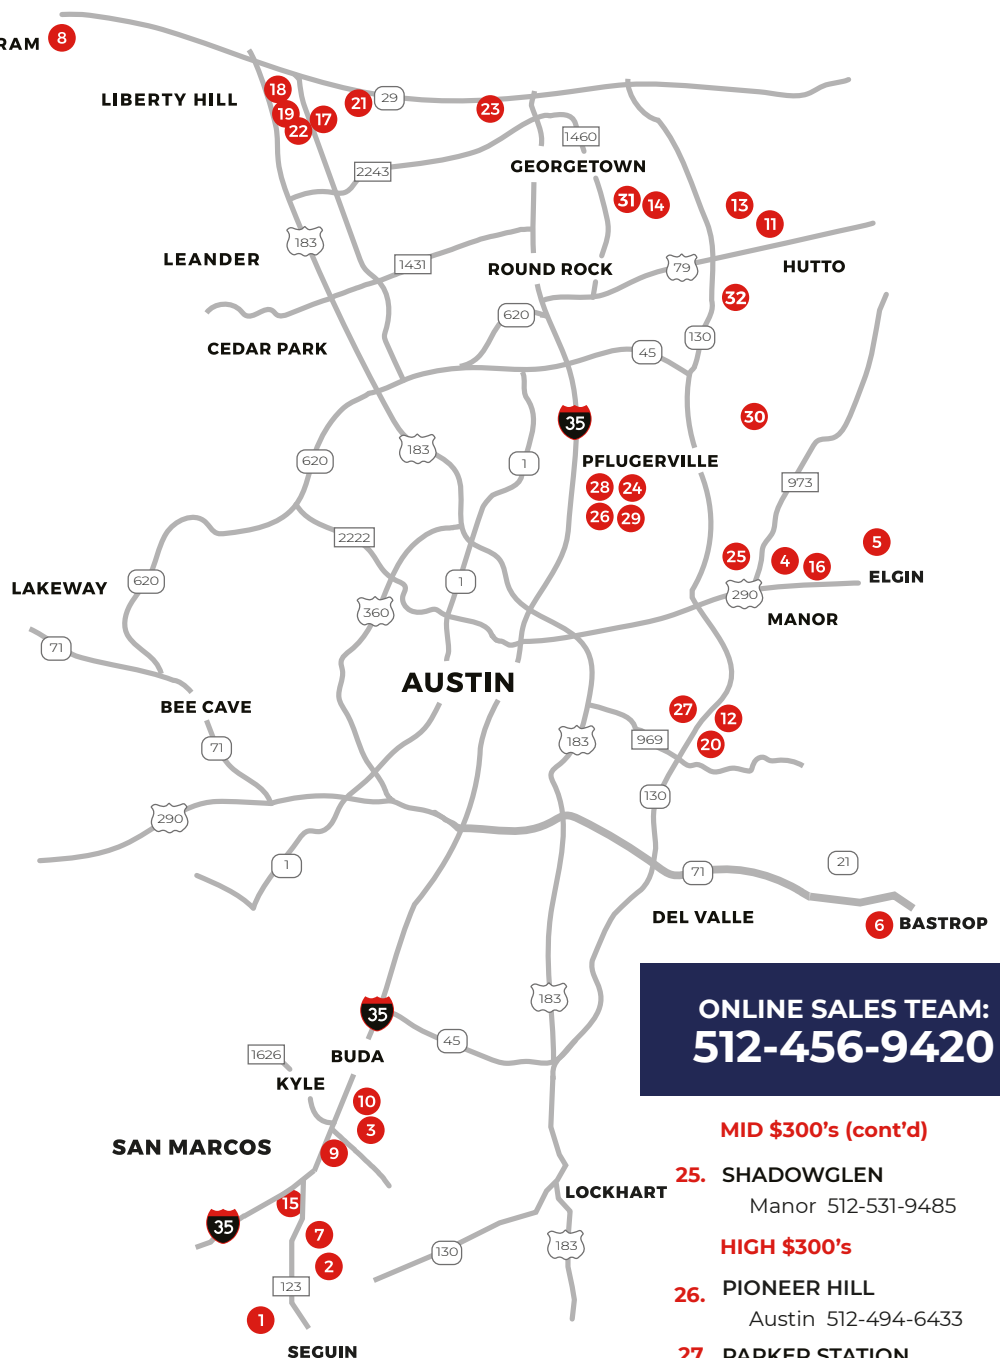 RAM 8
18
LIBERTY HILL
19
22
17
21
29
23
1460
GEORGETOWN
2243
31 14
13
11
183
LEANDER
1431
ROUND ROCK
79
HUTTO
32
620
130
CEDAR PARK
45
30
35
183
620
1
PFLUGERVILLE
28 24
26 29
973
2222
25 4 16
5
ELGIN
290
MANOR
LAKEWAY
620
1
360
71
AUSTIN
BEE CAVE
71
183
27
12
969
20
130
290
1
71
21
DEL VALLE
6 BASTROP
183
35
45
1626
BUDA
KYLE
10
3
SAN MARCOS
9
15
35
7
2
123
1
SEGUIN
LOCKHART
130
183
ONLINE SALES TEAM:
512-456-9420
MID $300's (cont'd)
25. SHADOWGLEN
Manor 512-531-9485
HIGH $300's
26. PIONEER HILL
Austin 512-494-6433
27. PARKER STATION